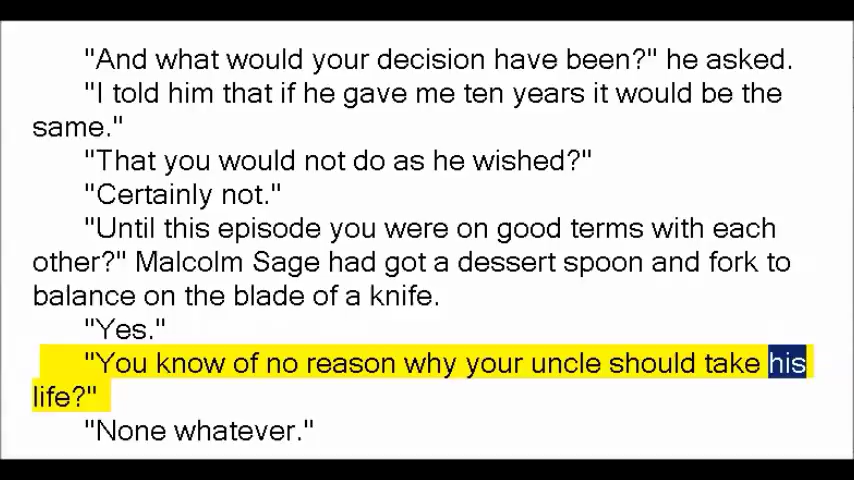 "And what would your decision have been?" he asked.
"I told him that if he gave me ten years it would be the
same."
"That you would not do as he wished?"
"Certainly not."
"Until this episode you were on good terms with each
other?" Malcolm Sage had got a dessert spoon and fork to
balance on the blade of a knife.
"Yes."
"You know of no reason why your uncle should take his
life?"
"None whatever."